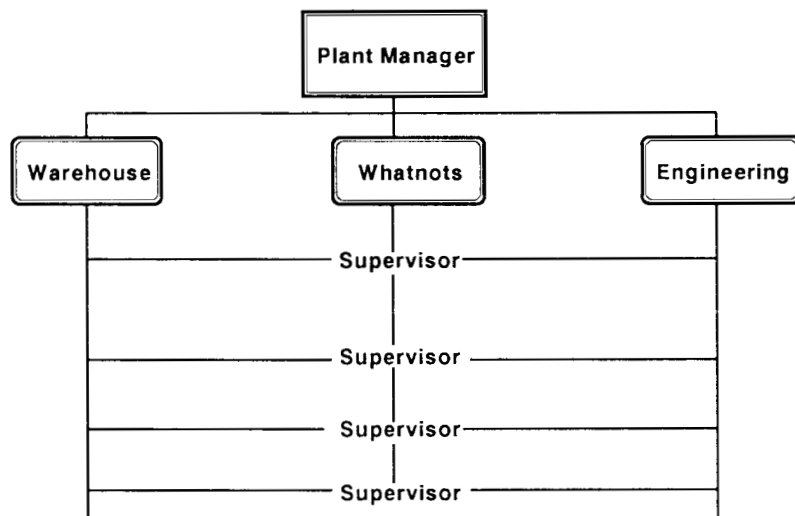 Plant Manager
Warehouse
Whatnots
Engineering
Supervisor
Supervisor
Supervisor
Supervisor